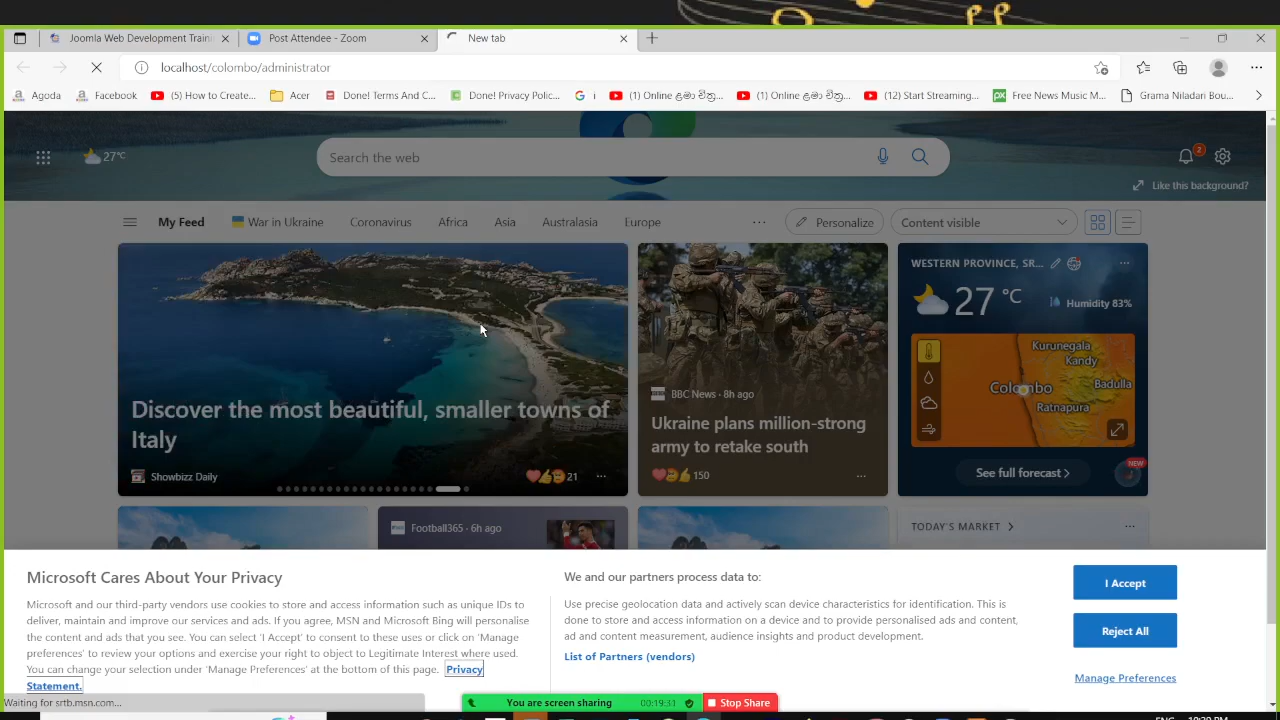 Joomla Web Development Traini
Post Attendee - Zoom
New tab
localhost/colombo/administrator
Agoda
Facebook
(5) How to Create...
Acer
Done! Terms And C...
Done! Privacy Polic...
i
(1) Online ළමා චිත්‍ර...
(1) Online ළමා චිත්‍ර...
(12) Start Streaming...
Free News Music M...
Grama Niladari Bou...
27°C
Search the web
2
Like this background?
My Feed
War in Ukraine
Coronavirus
Africa
Asia
Australasia
Europe
...
Personalize
Content visible
Discover the most beautiful, smaller towns of
Italy
Showbizz Daily
21
BBC News · 8h ago
Ukraine plans million-strong
army to retake south
150
WESTERN PROVINCE, SR...
27 °C
Humidity 83%
Kurunegala
Kandy
Colombo
Badulla
Ratnapura
See full forecast
NEW
Football365 · 6h ago
TODAY'S MARKET
Microsoft Cares About Your Privacy
Microsoft and our third-party vendors use cookies to store and access information such as unique IDs to
deliver, maintain and improve our services and ads. If you agree, MSN and Microsoft Bing will personalise
the content and ads that you see. You can select 'I Accept' to consent to these uses or click on 'Manage
preferences' to review your options and exercise your right to object to Legitimate Interest where used.
You can change your selection under 'Manage Preferences' at the bottom of this page. Privacy
Statement.
We and our partners process data to:
Use precise geolocation data and actively scan device characteristics for identification. This is
done to store and access information on a device and to provide personalised ads and content,
ad and content measurement, audience insights and product development.
List of Partners (vendors)
I Accept
Reject All
Manage Preferences
Waiting for srtb.msn.com...
You are screen sharing
00:19:31
Stop Share